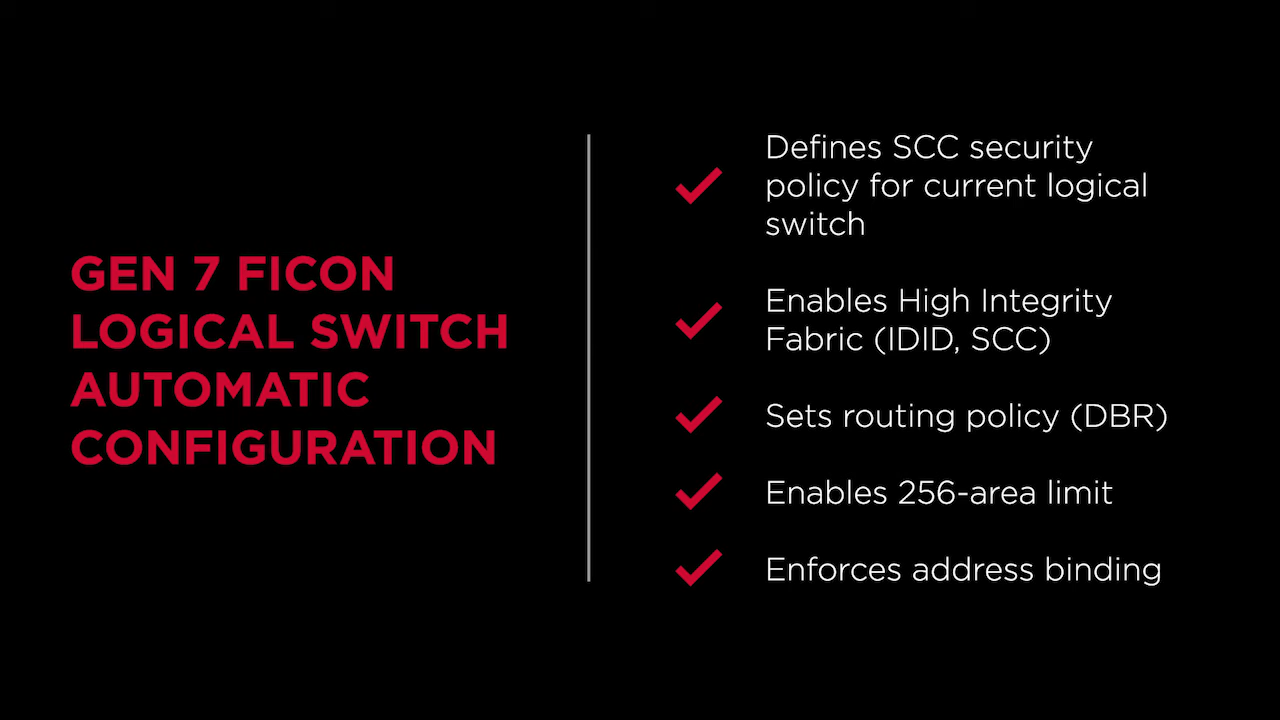 GEN 7 FICON
LOGICAL SWITCH
AUTOMATIC
CONFIGURATION
Defines SCC security
policy for current logical
switch
Enables High Integrity
Fabric (IDID, SCC)
Sets routing policy (DBR)
Enables 256-area limit
Enforces address binding